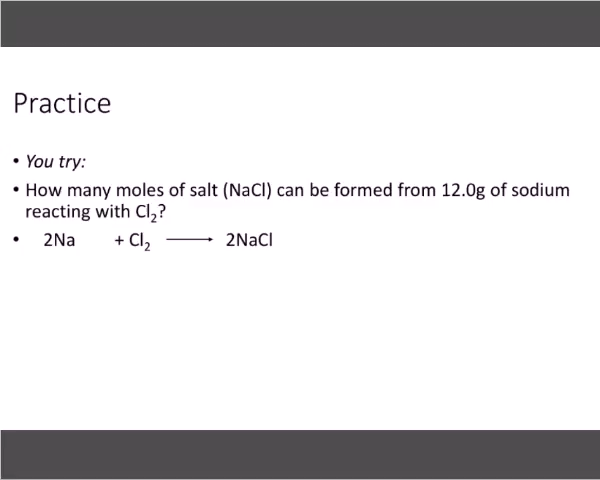 Practice
• You try:
• How many moles of salt (NaCl) can be formed from 12.0g of sodium
reacting with Cl₂?
• 2Na + Cl₂ ⟶ 2NaCl